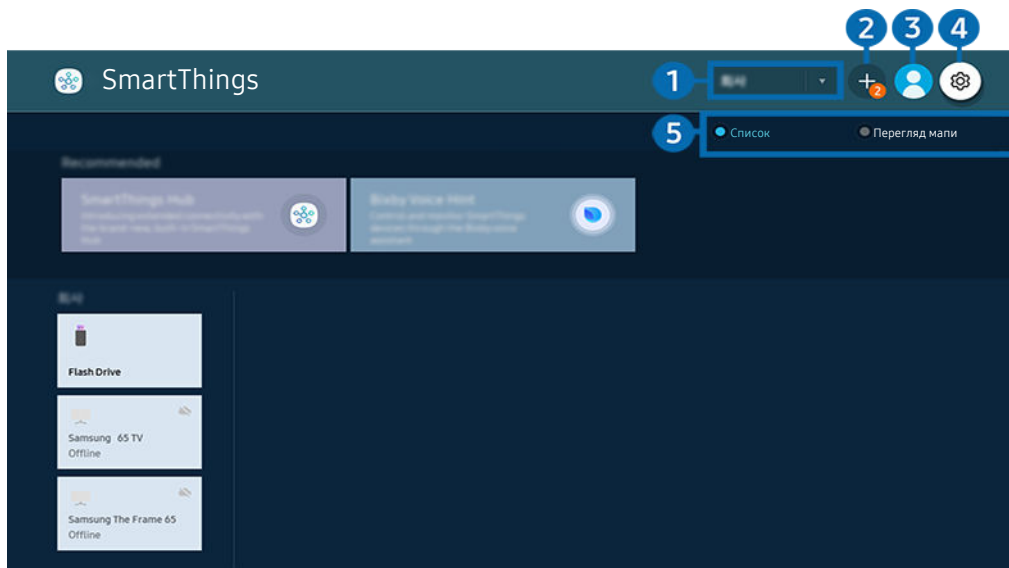 2 3 4
SmartThings
1
2
5
Список
Перегляд мапи
Recommended
SmartThings Hub
Bixby Voice Hint
Flash Drive
Samsung 65 TV
Offline
Samsung The Frame 65
Offline